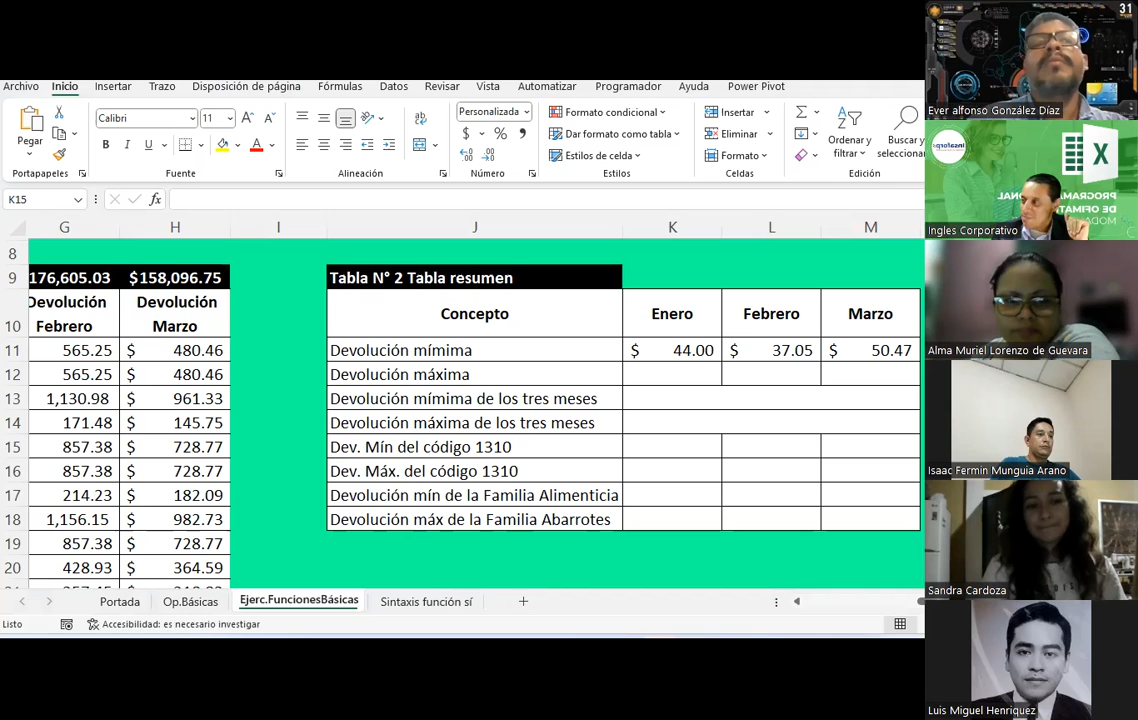 Archivo Inicio Insertar Trazo Disposición de página Fórmulas Datos Revisar Vista Automatizar Programador Ayuda Power Pivot
Pegar
Calibri 11
N K S
Personalizada
$ % ,
Formato condicional
Dar formato como tabla
Estilos de celda
Insertar
Eliminar
Formato
Ordenar y
filtrar
Buscar y
selecciona
Portapapeles Fuente Alineación Número Estilos Celdas Edición
K15 fx
G H I J K L M
8
9 176,605.03 $158,096.75 Tabla N° 2 Tabla resumen
10 Devolución Febrero Devolución Marzo Concepto Enero Febrero Marzo
11 565.25 $ 480.46 Devolución mímima $ 44.00 $ 37.05 $ 50.47
12 565.25 $ 480.46 Devolución máxima
13 1,130.98 $ 961.33 Devolución mímima de los tres meses
14 171.48 $ 145.75 Devolución máxima de los tres meses
15 857.38 $ 728.77 Dev. Mín del código 1310
16 857.38 $ 728.77 Dev. Máx. del código 1310
17 214.23 $ 182.09 Devolución mín de la Familia Alimenticia
18 1,156.15 $ 982.73 Devolución máx de la Familia Abarrotes
19 857.38 $ 728.77
20 428.93 $ 364.59
Portada Op.Básicas Ejerc.FuncionesBásicas Sintaxis función sí
Listo Accesibilidad: es necesario investigar
31
Ever alfonso González Díaz
X
Ingles Corporativo
Alma Muriel Lorenzo de Guevara
Isaac Fermin Munguia Arano
Sandra Cardoza
Luis Miguel Henriquez